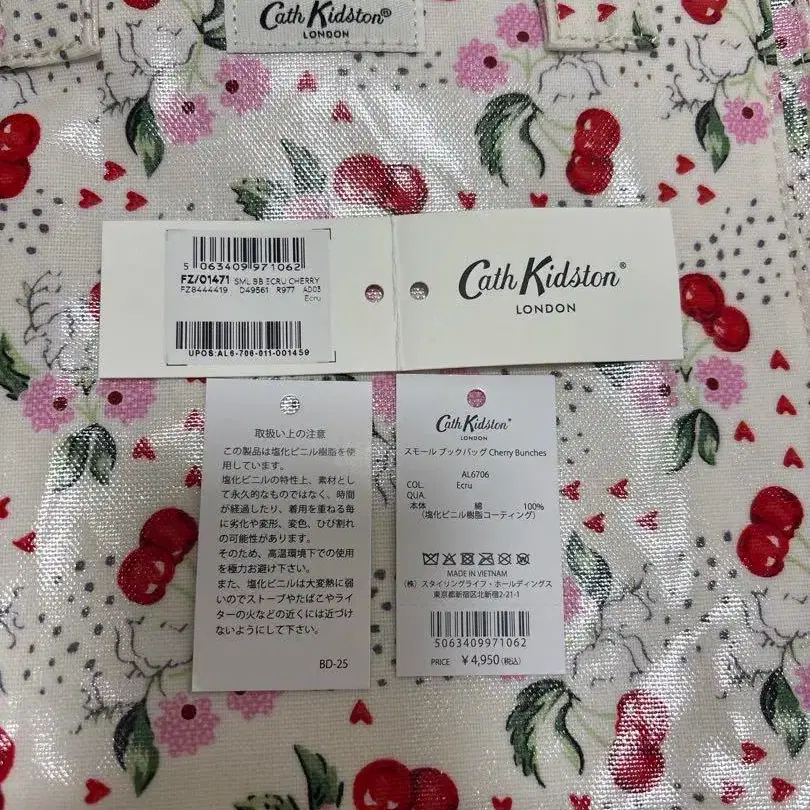 Cath Kidston®
LONDON
5 063409 971062
FZ/01471 SML BB ECRU CHERRY
FZ8444419 D49561 R977 AD03
Ecru
UPOS:AL6-706-011-001459
Cath Kidston®
LONDON
取扱い上の注意
この製品は塩化ビニル樹脂を使
用しています。
塩化ビニルの特性上、素材とし
て永久的なものではなく、時間
が経過したり、着用を重ねる毎
に劣化や変形、変色、ひび割れ
の可能性があります。
そのため、高温環境下での使用
を極力お避け下さい。
また、塩化ビニルは大変熱に弱
いのでストーブやたばこやライ
ターの火などの近くには近づけ
ないようにして下さい。
BD-25
Cath Kidston®
LONDON
スモール ブックバッグ Cherry Bunches
AL6706
COL. Ecru
QUA.
本体 綿 100%
(塩化ビニル樹脂コーティング)
MADE IN VIETNAM
(株) スタイリングライフ・ホールディングス
東京都新宿区北新宿2-21-1
5063409971062
PRICE ¥4,950(税込)